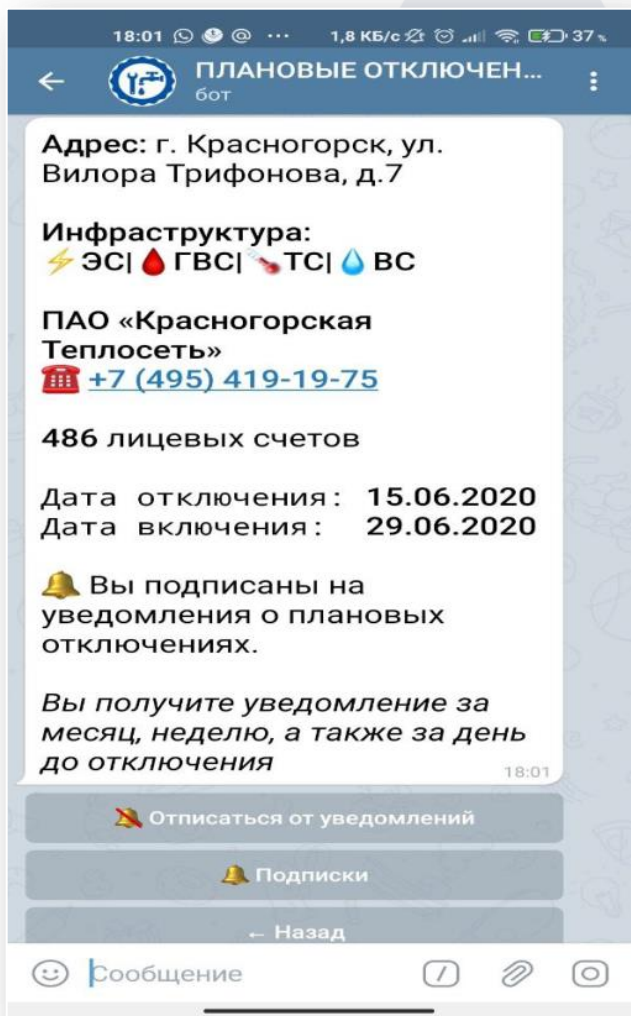 18:01 ... 1,8 КБ/с 37 %
ПЛАНОВЫЕ ОТКЛЮЧЕН...
бот
Адрес: г. Красногорск, ул.
Вилора Трифонова, д.7
Инфраструктура:
⚡ ЭС| 🩸 ГВС| 🌡 ТС| 💧 ВС
ПАО «Красногорская
Теплосеть»
☎ +7 (495) 419-19-75
486 лицевых счетов
Дата отключения: 15.06.2020
Дата включения: 29.06.2020
🔔 Вы подписаны на
уведомления о плановых
отключениях.
Вы получите уведомление за
месяц, неделю, а также за день
до отключения
18:01
🔕 Отписаться от уведомлений
🔔 Подписки
← Назад
Сообщение